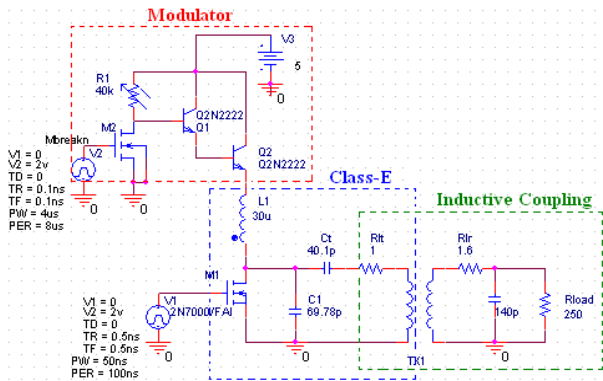 Modulator
V3
5
0
R1
40k
Q2N2222
Q1
Q2
Q2N2222
Mbreakn
M2
V2
V1 = 0
V2 = 2v
TD = 0
TR = 0.1ns
TF = 0.1ns
PW = 4us
PER = 8us
0
0
Class-E
L1
30u
Inductive Coupling
Ct
40.1p
Rlt
1
Rlr
1.6
M1
2N7000/FAI
V1
C1
69.78p
140p
Rload
250
V1 = 0
V2 = 2v
TD = 0
TR = 0.5ns
TF = 0.5ns
PW = 50ns
PER = 100ns
0
0
TX1
0